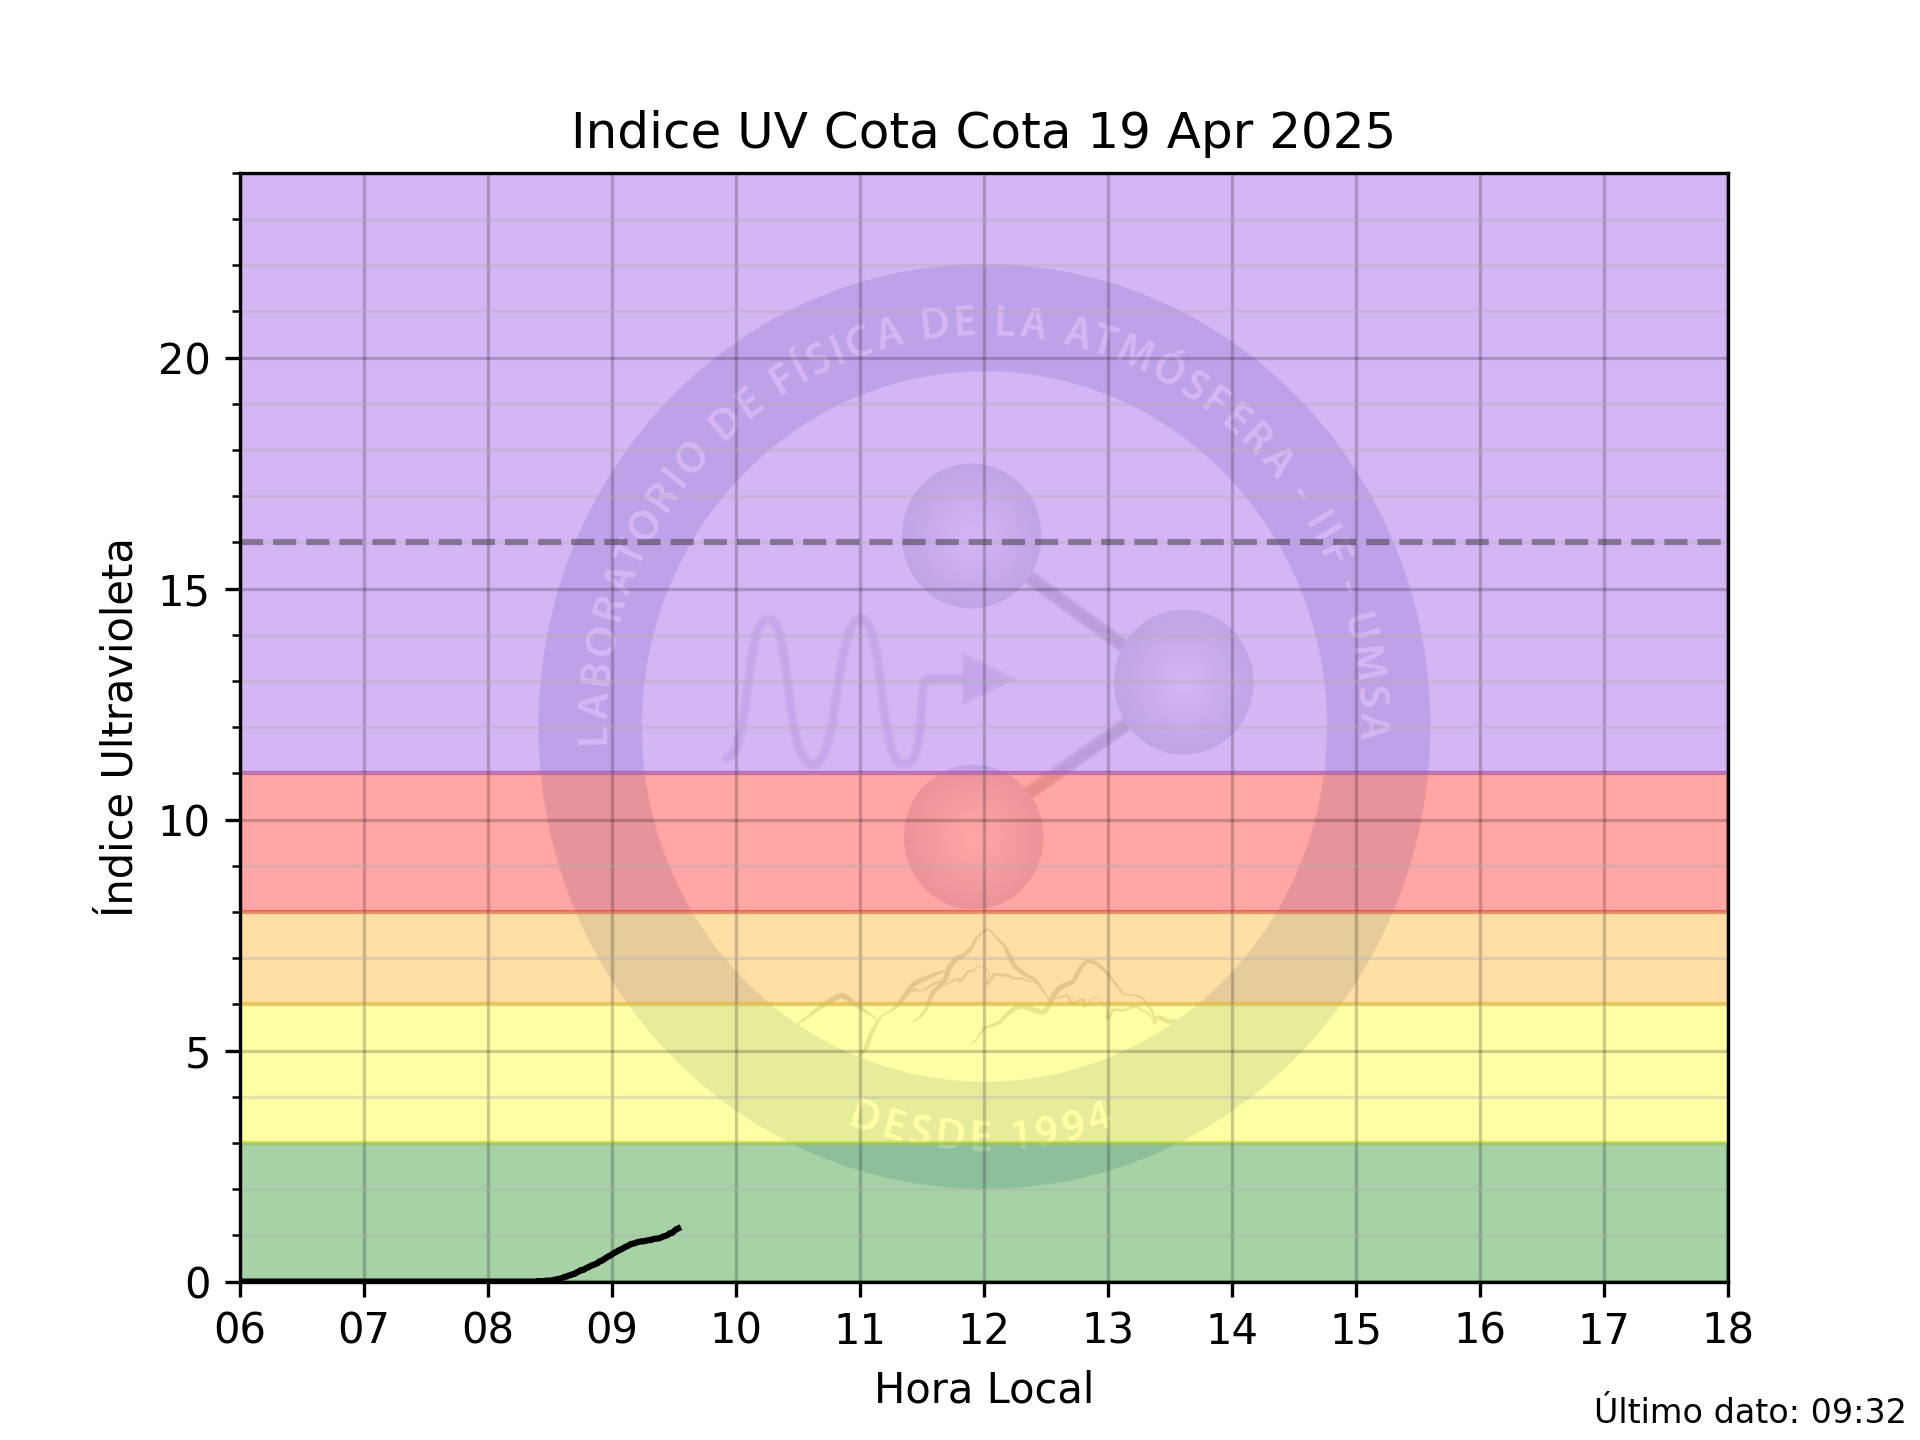 Indice UV Cota Cota 19 Apr 2025
Índice Ultravioleta
20
15
10
5
0
LABORATORIO DE FÍSICA DE LA ATMÓSFERA - IIF - UMSA
DESDE 1994
06 07 08 09 10 11 12 13 14 15 16 17 18
Hora Local
Último dato: 09:32